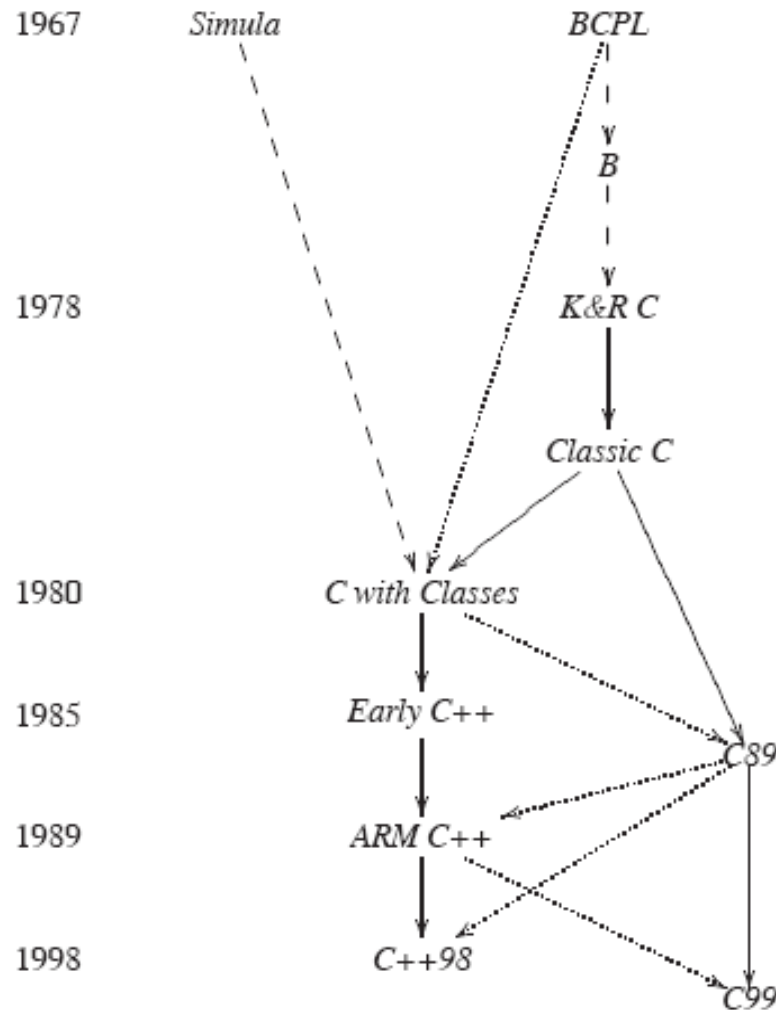 1967 Simula BCPL
B
1978 K&R C
Classic C
1980 C with Classes
1985 Early C++
C89
1989 ARM C++
1998 C++98
C99